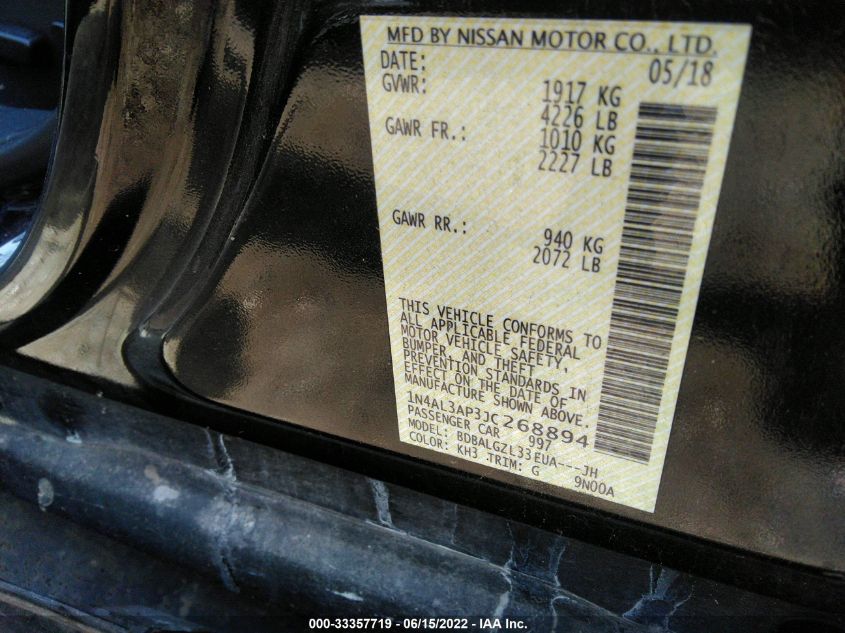 MFD BY NISSAN MOTOR CO., LTD.
DATE: 05/18
GVWR: 1917 KG
4226 LB
GAWR FR.: 1010 KG
2227 LB
GAWR RR.: 940 KG
2072 LB
THIS VEHICLE CONFORMS TO
ALL APPLICABLE FEDERAL
MOTOR VEHICLE SAFETY,
BUMPER, AND THEFT
PREVENTION STANDARDS IN
EFFECT ON THE DATE OF
MANUFACTURE SHOWN ABOVE.
1N4AL3AP3JC268894
PASSENGER CAR 997
MODEL: BDBALGZL33EUA---JH
COLOR: KH3 TRIM: G 9N00A
000-33357719 - 06/15/2022 - IAA Inc.